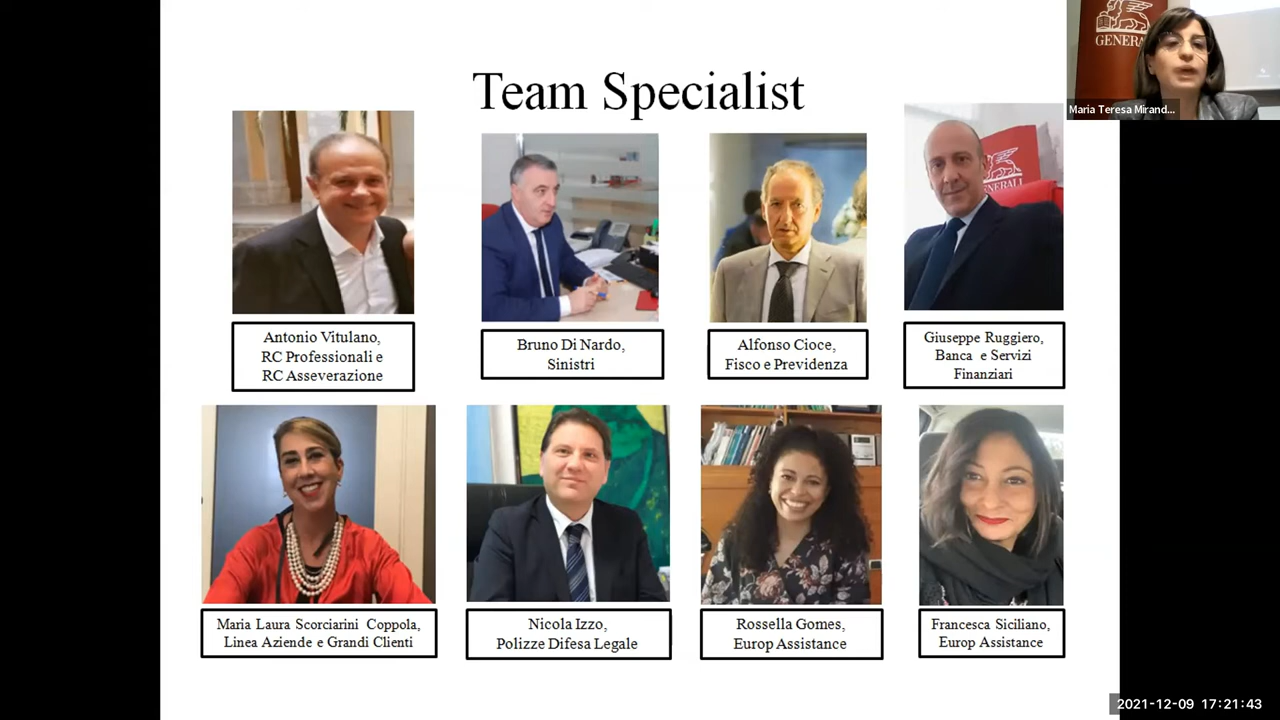 GENERALI
Maria Teresa Mirand...
Team Specialist
GENERALI
Antonio Vitulano,
RC Professionali e
RC Asseverazione
Bruno Di Nardo,
Sinistri
Alfonso Cioce,
Fisco e Previdenza
Giuseppe Ruggiero,
Banca e Servizi
Finanziari
Maria Laura Scorciarini Coppola,
Linea Aziende e Grandi Clienti
Nicola Izzo,
Polizze Difesa Legale
Rossella Gomes,
Europ Assistance
Francesca Siciliano,
Europ Assistance
2021-12-09 17:21:43